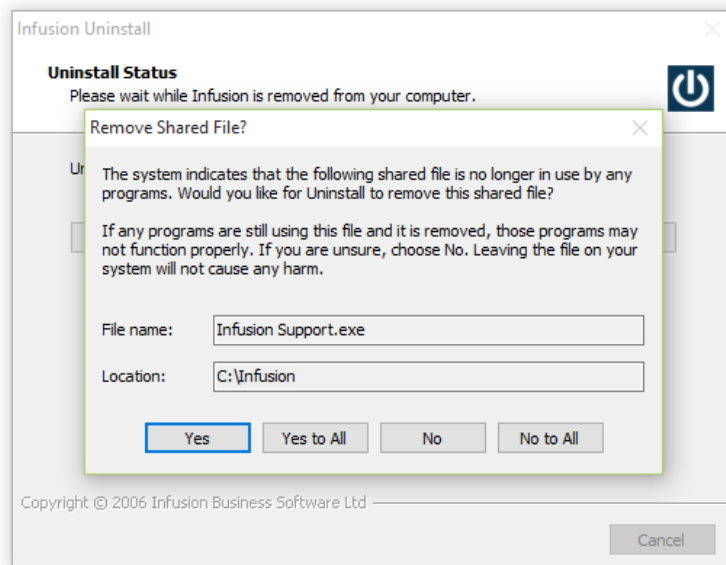 Infusion Uninstall
Uninstall Status
Please wait while Infusion is removed from your computer.
Remove Shared File?
Un
The system indicates that the following shared file is no longer in use by any
programs. Would you like for Uninstall to remove this shared file?
If any programs are still using this file and it is removed, those programs may
not function properly. If you are unsure, choose No. Leaving the file on your
system will not cause any harm.
File name: Infusion Support.exe
Location: C:\Infusion
Yes Yes to All No No to All
Copyright © 2006 Infusion Business Software Ltd
Cancel